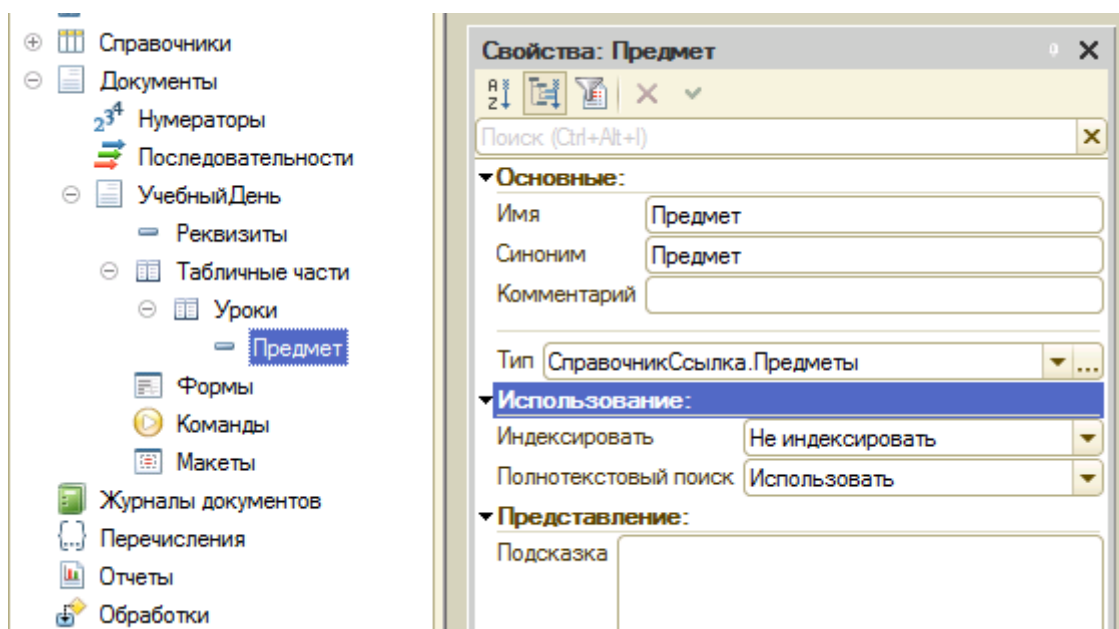 Справочники
Документы
Нумераторы
Последовательности
УчебныйДень
Реквизиты
Табличные части
Уроки
Предмет
Формы
Команды
Макеты
Журналы документов
Перечисления
Отчеты
Обработки
Свойства: Предмет
Поиск (Ctrl+Alt+I)
Основные:
Имя Предмет
Синоним Предмет
Комментарий
Тип СправочникСсылка.Предметы ...
Использование:
Индексировать Не индексировать
Полнотекстовый поиск Использовать
Представление:
Подсказка